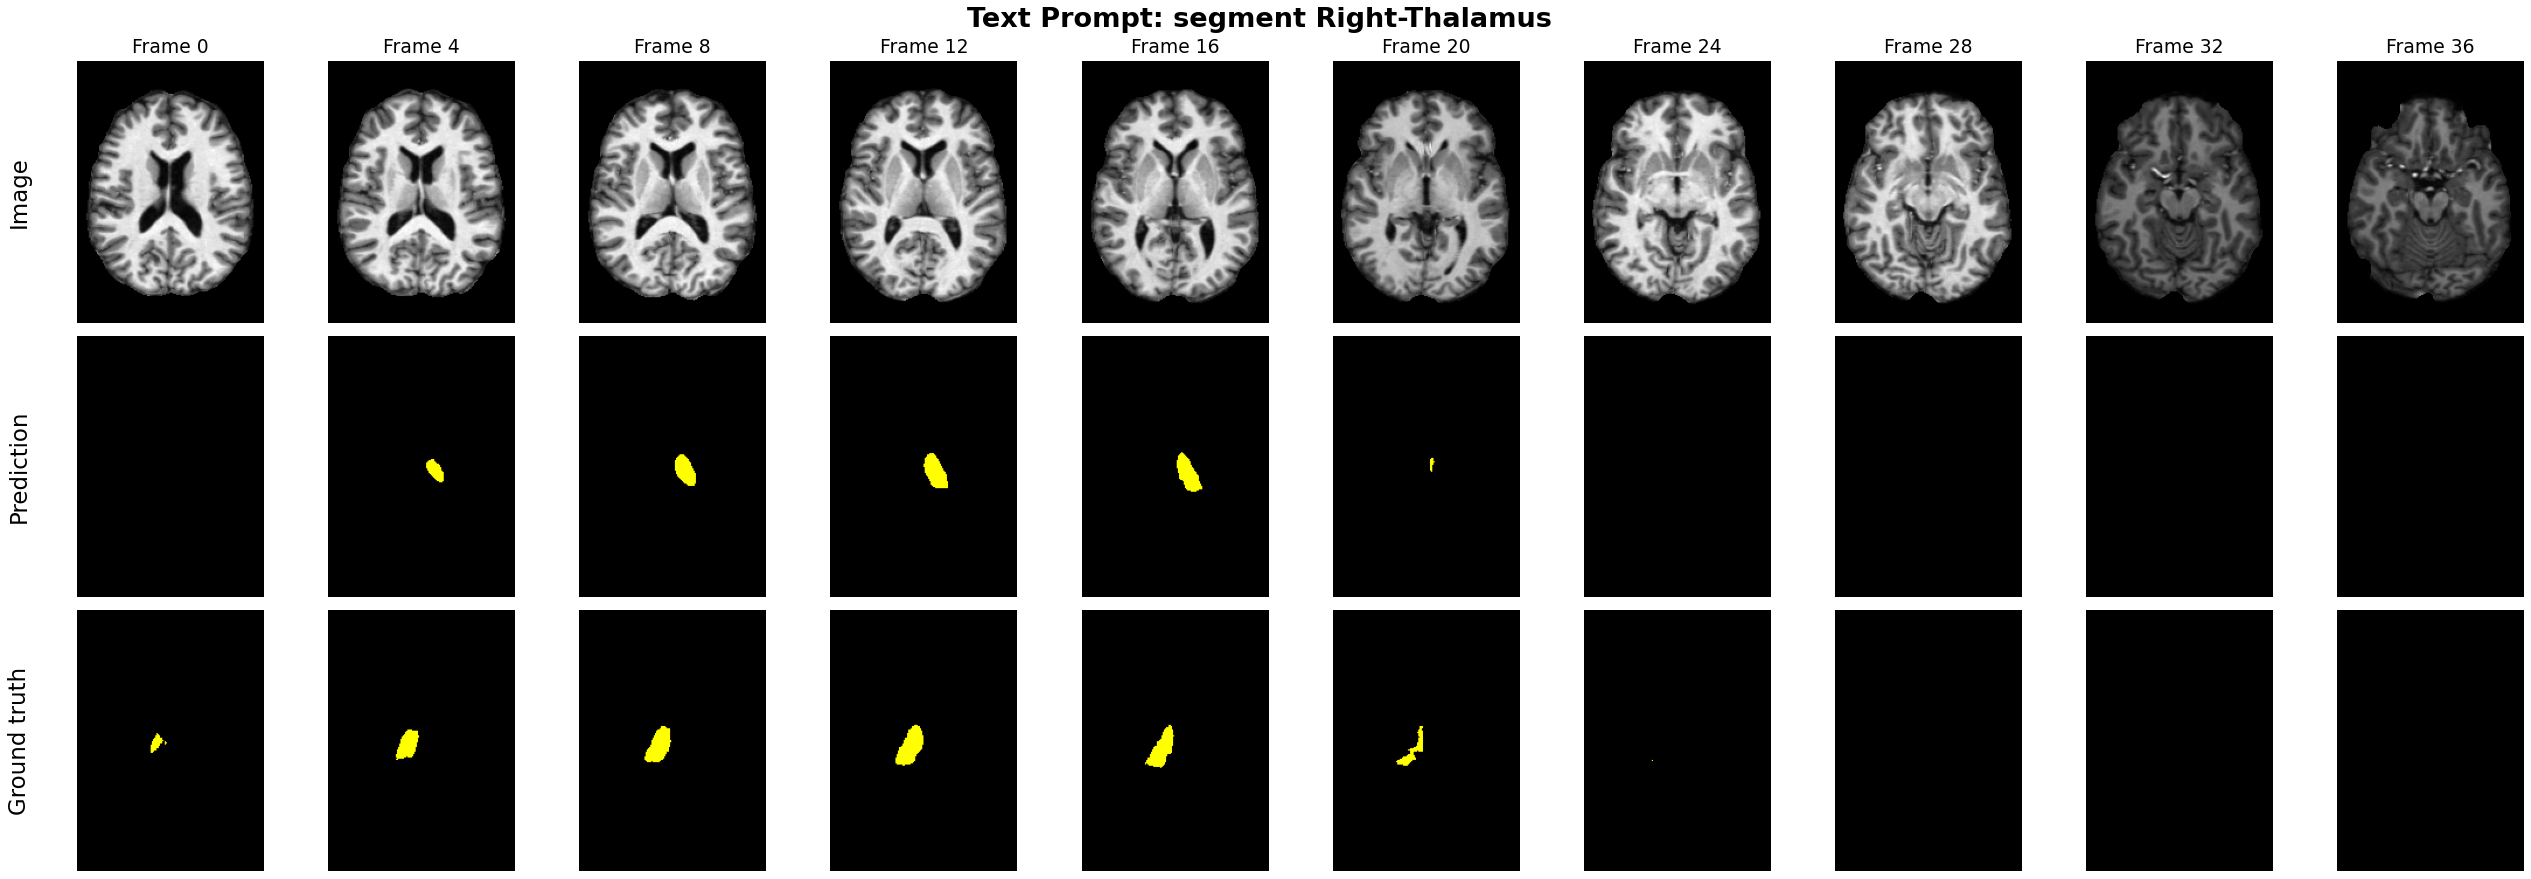 Text Prompt: segment Right-Thalamus
Frame 0 Frame 4 Frame 8 Frame 12 Frame 16 Frame 20 Frame 24 Frame 28 Frame 32 Frame 36
Image
Prediction
Ground truth